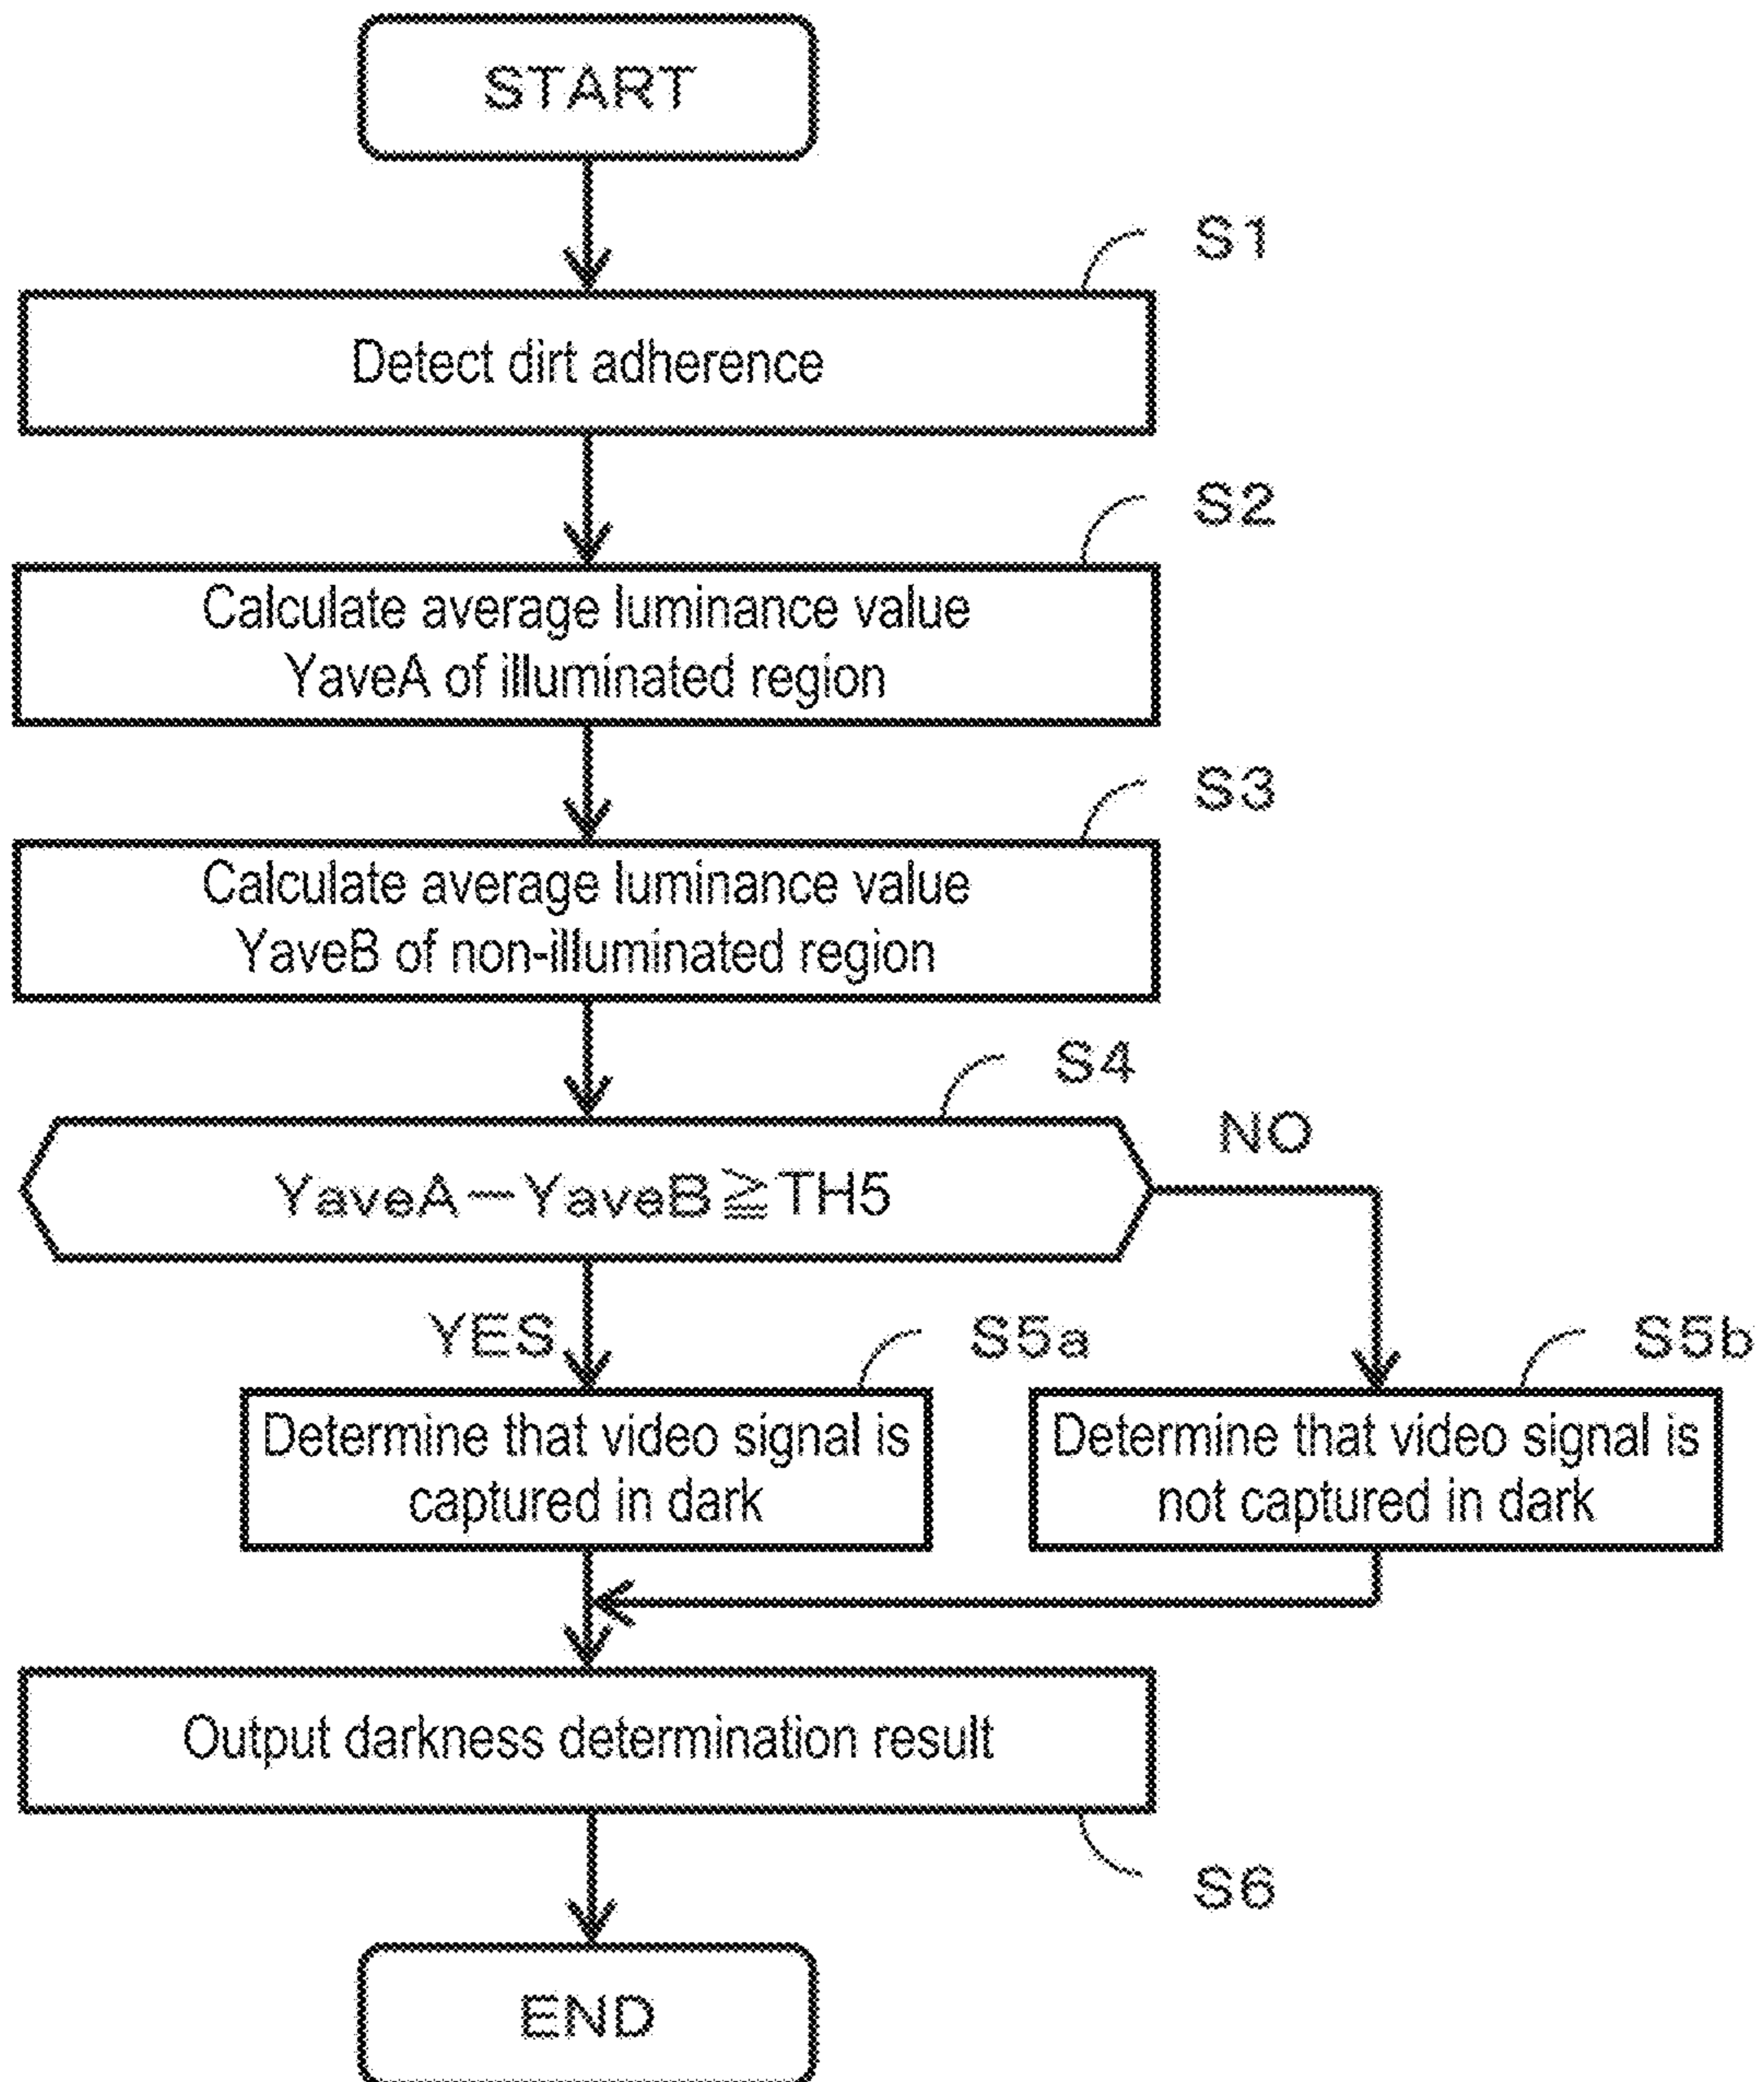 START
S1
Detect dirt adherence
S2
Calculate average luminance value
YaveA of illuminated region
S3
Calculate average luminance value
YaveB of non-illuminated region
S4
YaveA－YaveB≧TH5
NO
YES
S5a
S5b
Determine that video signal is
captured in dark
Determine that video signal is
not captured in dark
Output darkness determination result
S6
END